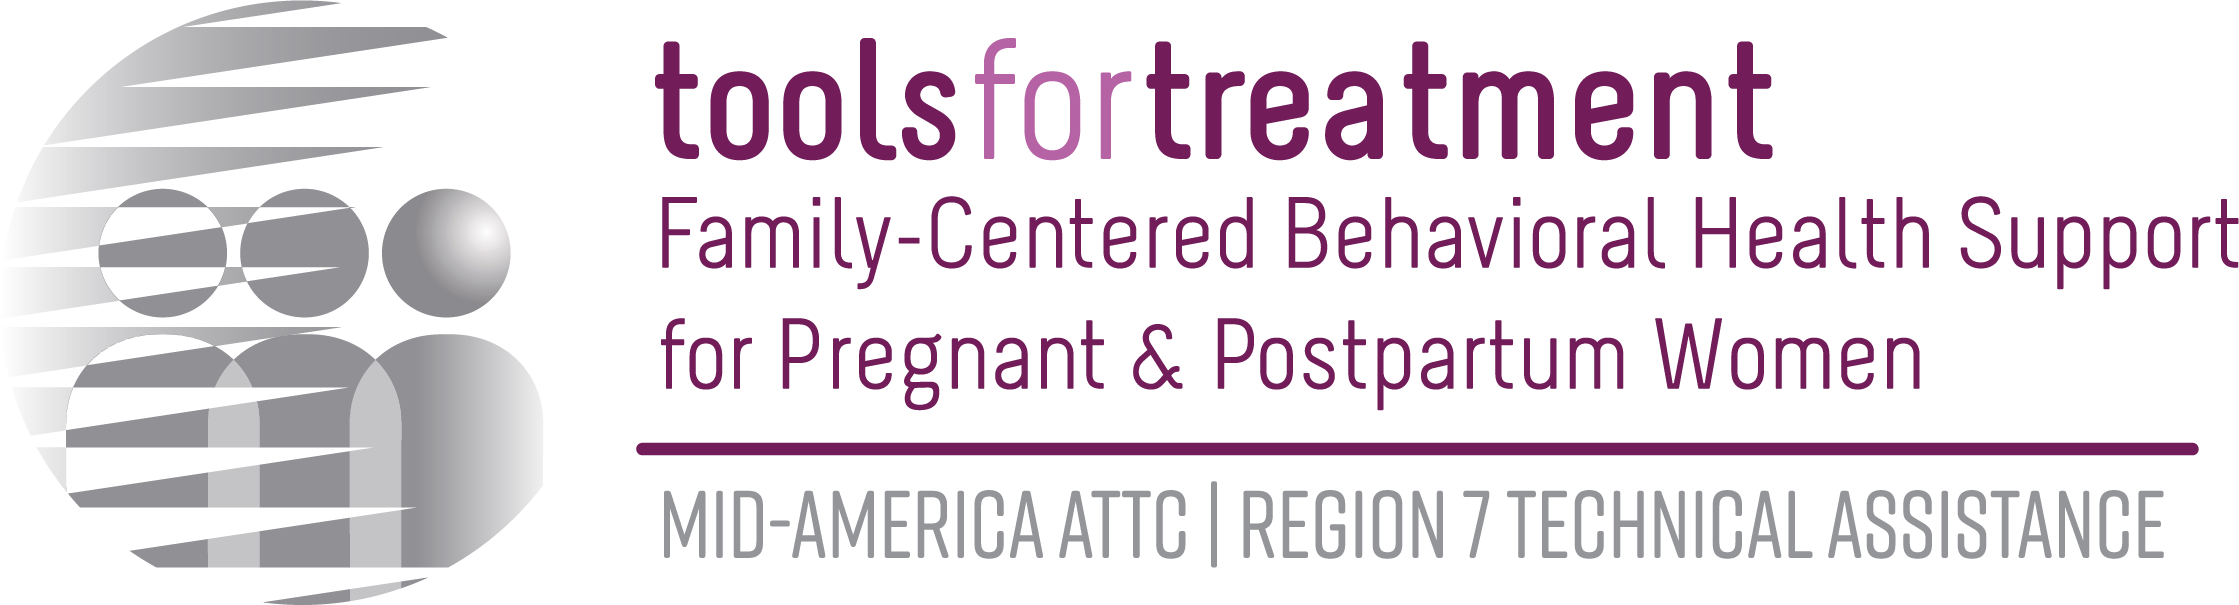 toolsfortreatment
Family-Centered Behavioral Health Support
for Pregnant & Postpartum Women
MID-AMERICA ATTC | REGION 7 TECHNICAL ASSISTANCE